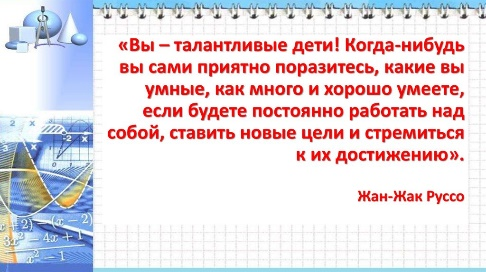 «Вы – талантливые дети! Когда-нибудь
вы сами приятно поразитесь, какие вы
умные, как много и хорошо умеете,
если будете постоянно работать над
собой, ставить новые цели и стремиться
к их достижению».
Жан-Жак Руссо